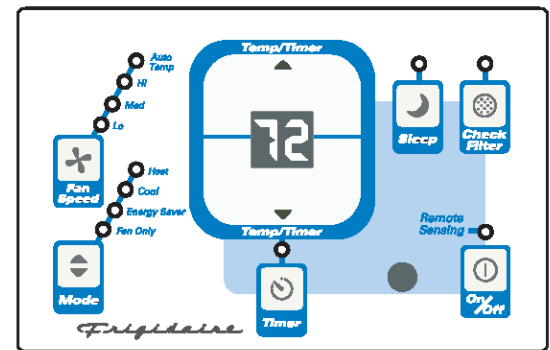 Temp/Timer
Auto
Temp
Hi
Med
Lo
Fan
Speed
72
Sleep
Check
Filter
Heat
Cool
Energy Saver
Fan Only
Mode
Temp/Timer
Timer
Remote
Sensing
On/Off
Frigidaire